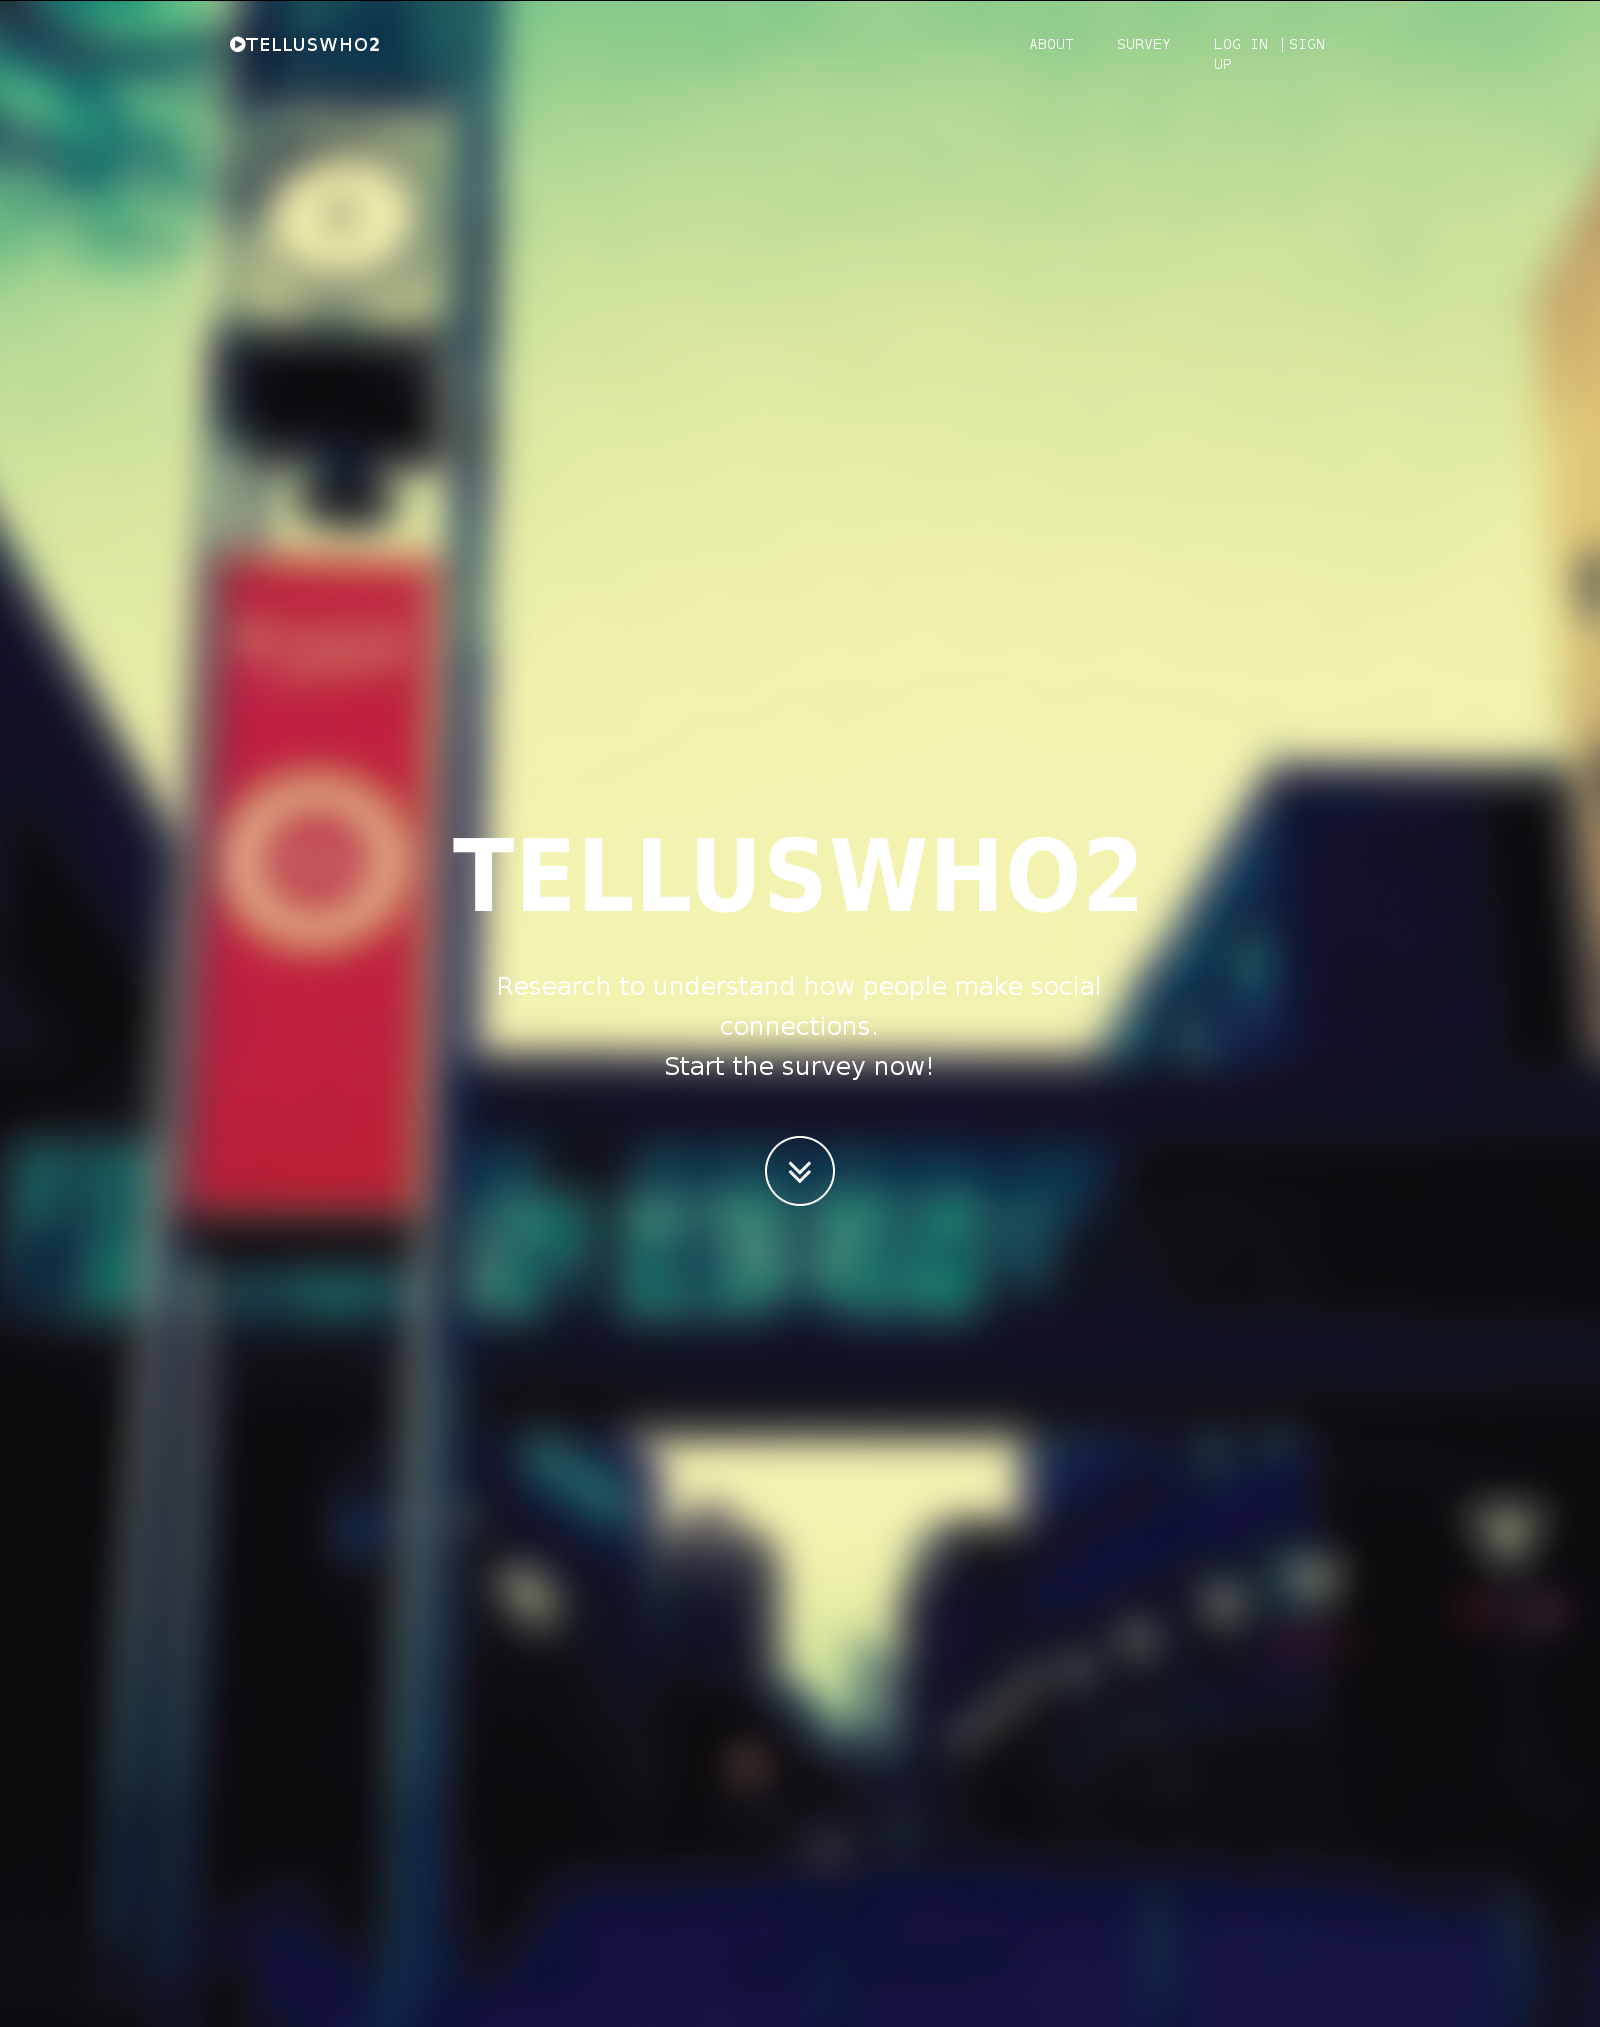 TELLUSWHO2
ABOUT
SURVEY
LOG IN | SIGN
UP
TELLUSWHO2
Research to understand how people make social
connections.
Start the survey now!